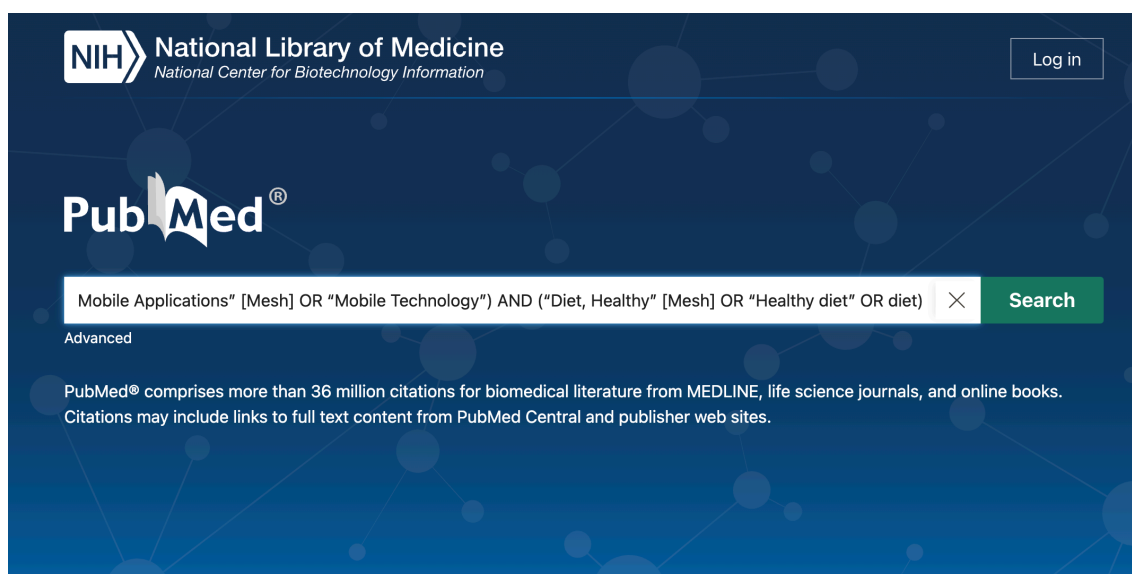 NIH National Library of Medicine
National Center for Biotechnology Information
Log in
PubMed®
Mobile Applications” [Mesh] OR “Mobile Technology”) AND (“Diet, Healthy” [Mesh] OR “Healthy diet” OR diet)
Search
Advanced
PubMed® comprises more than 36 million citations for biomedical literature from MEDLINE, life science journals, and online books.
Citations may include links to full text content from PubMed Central and publisher web sites.